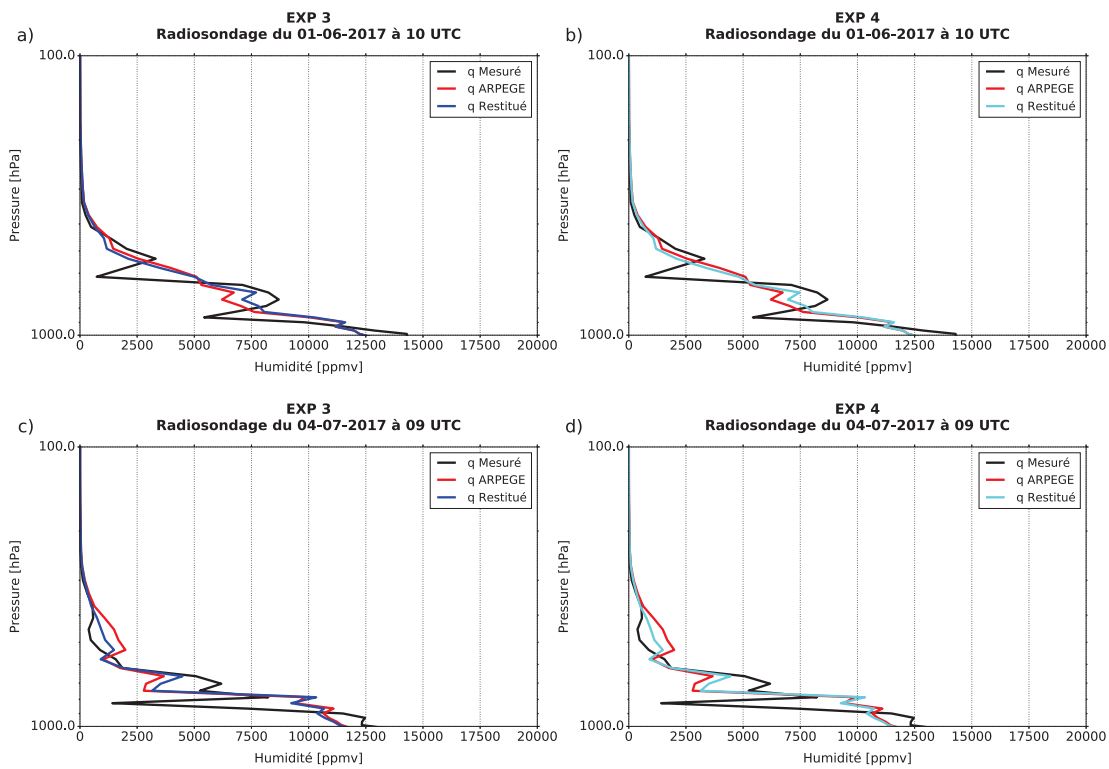 EXP 3
a) Radiosondage du 01-06-2017 à 10 UTC
100.0
q Mesuré
q ARPEGE
q Restitué
Pressure [hPa]
1000.0
0 2500 5000 7500 10000 12500 15000 17500 20000
Humidité [ppmv]
EXP 4
b) Radiosondage du 01-06-2017 à 10 UTC
100.0
q Mesuré
q ARPEGE
q Restitué
Pressure [hPa]
1000.0
0 2500 5000 7500 10000 12500 15000 17500 20000
Humidité [ppmv]
EXP 3
c) Radiosondage du 04-07-2017 à 09 UTC
100.0
q Mesuré
q ARPEGE
q Restitué
Pressure [hPa]
1000.0
0 2500 5000 7500 10000 12500 15000 17500 20000
Humidité [ppmv]
EXP 4
d) Radiosondage du 04-07-2017 à 09 UTC
100.0
q Mesuré
q ARPEGE
q Restitué
Pressure [hPa]
1000.0
0 2500 5000 7500 10000 12500 15000 17500 20000
Humidité [ppmv]